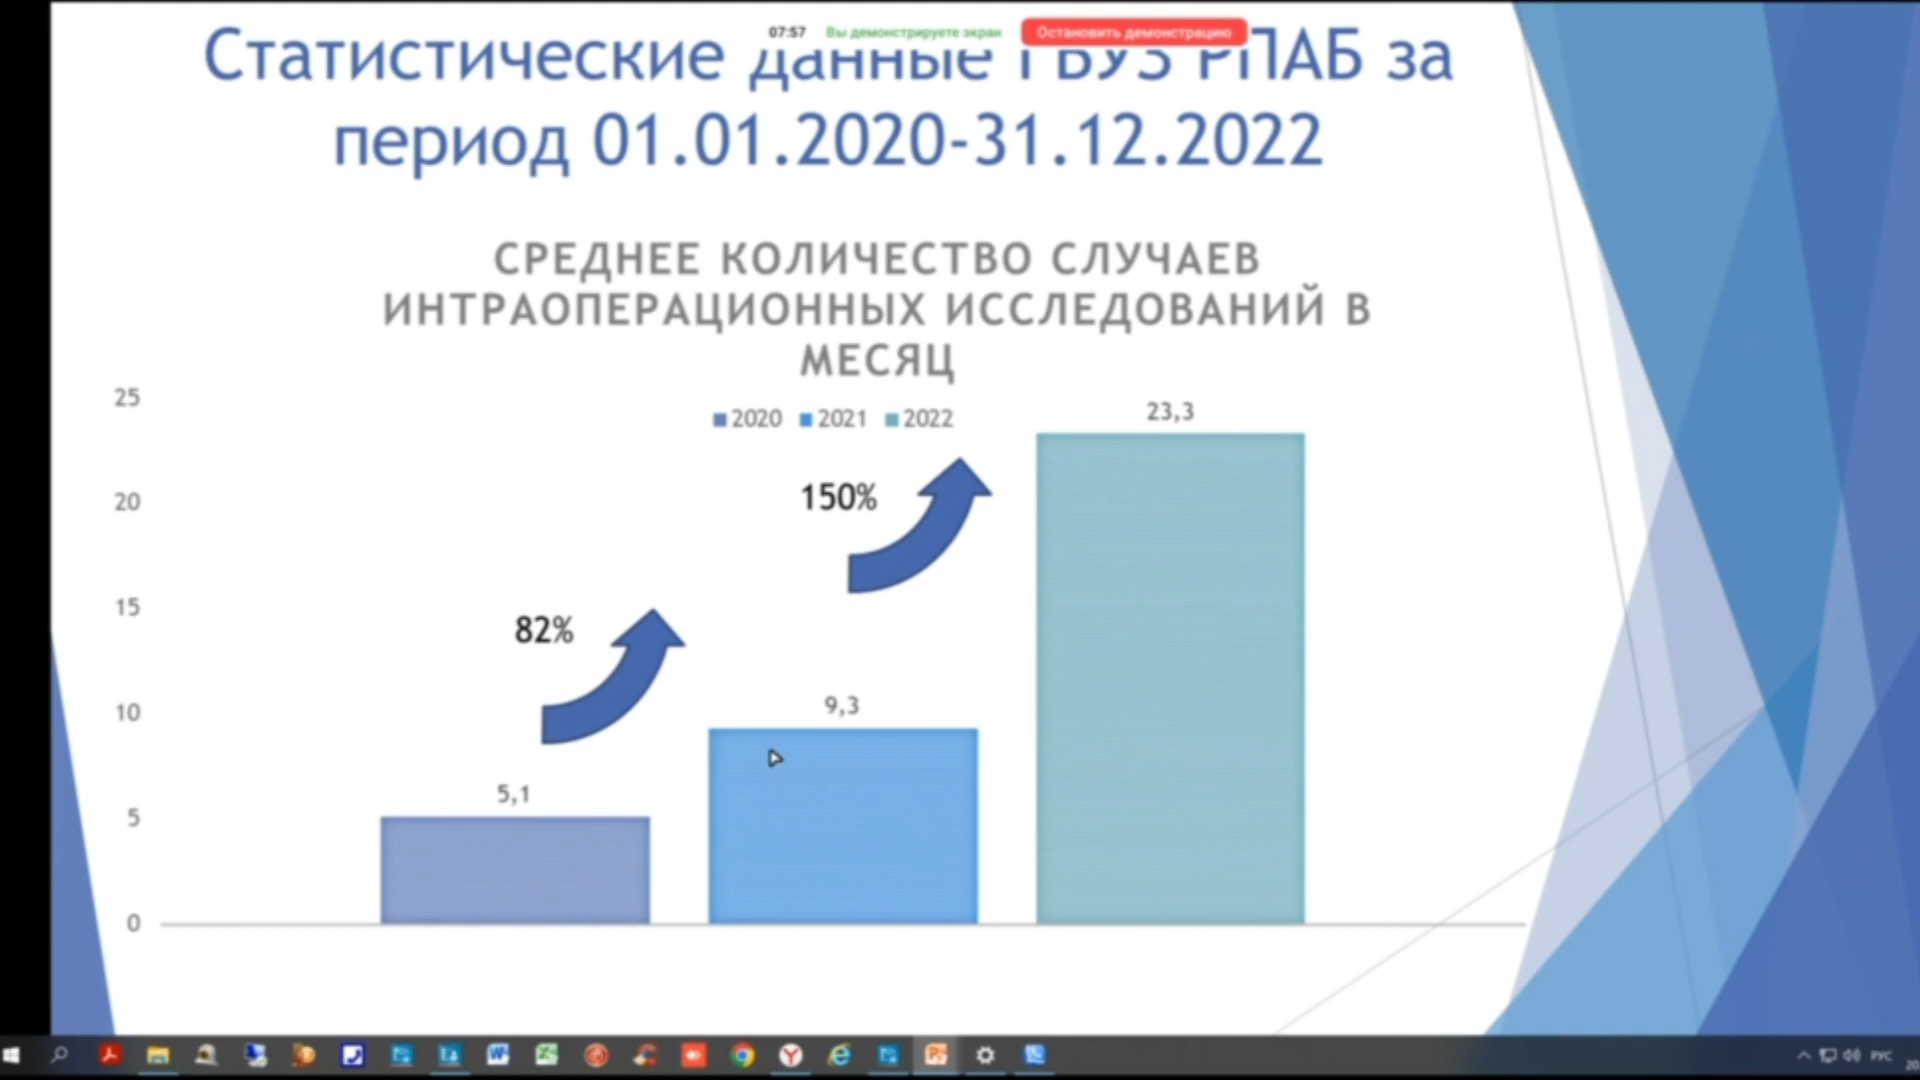 07:57 Вы демонстрируете экран Остановить демонстрацию
Статистические данные ГБУЗ РПАБ за
период 01.01.2020-31.12.2022
СРЕДНЕЕ КОЛИЧЕСТВО СЛУЧАЕВ
ИНТРАОПЕРАЦИОННЫХ ИССЛЕДОВАНИЙ В
МЕСЯЦ
2020 2021 2022
25
20
15
10
5
0
23,3
150%
82%
9,3
5,1
РУС